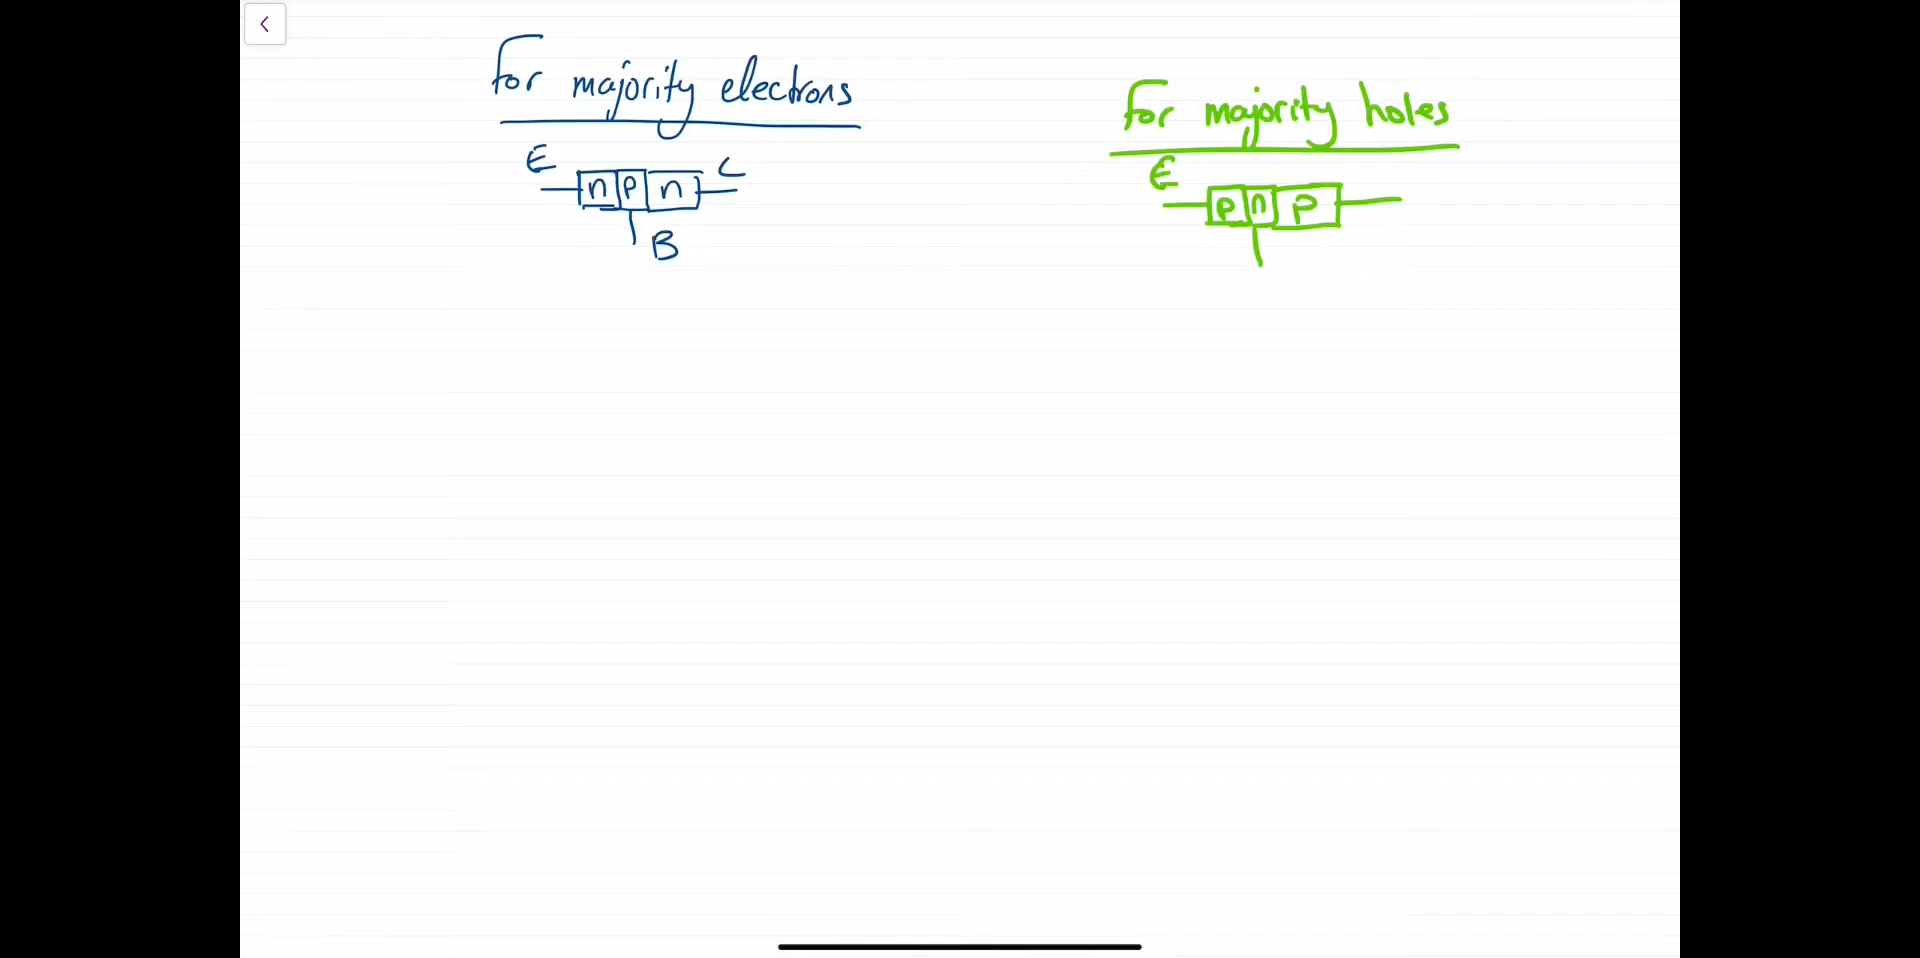 for majority electrons
E
C
n p n
B
for majority holes
E
p n p